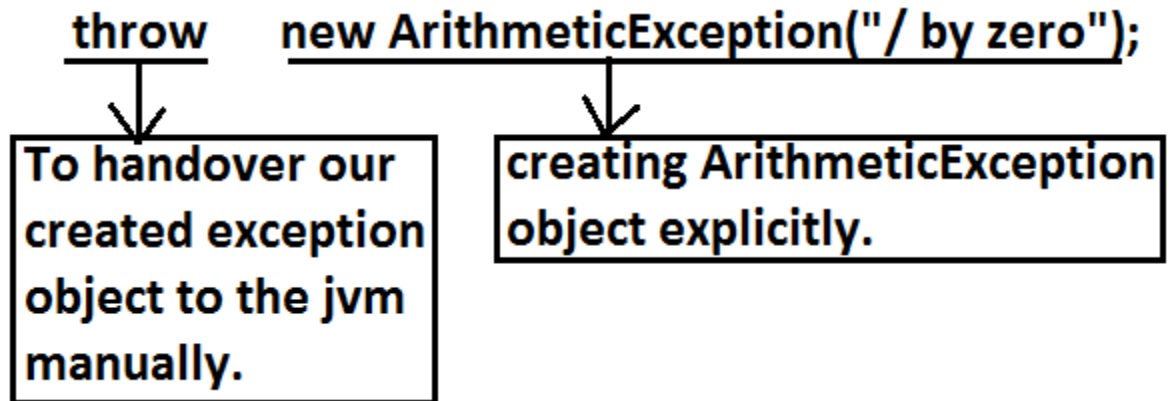 throw new ArithmeticException("/ by zero");
To handover our
created exception
object to the jvm
manually.
creating ArithmeticException
object explicitly.